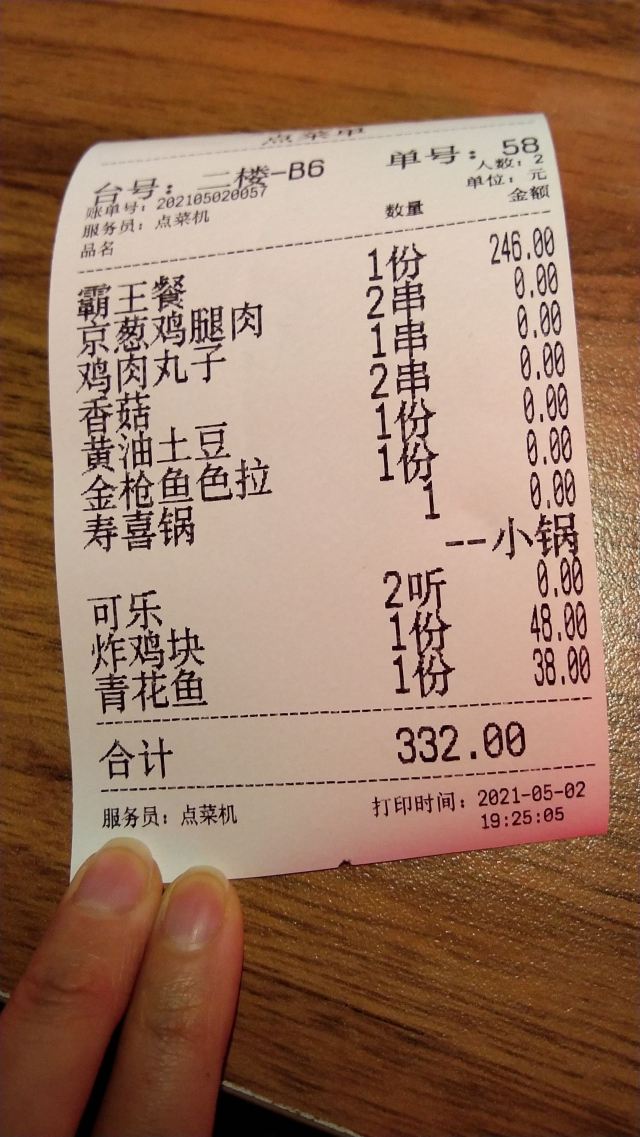 点菜单
台号：二楼-B6 单号：58
账单号：202105020057 人数：2
服务员：点菜机 单位：元
品名 数量 金额
霸王餐 1份 246.00
京葱鸡腿肉 2串 0.00
鸡肉丸子 1串 0.00
香菇 2串 0.00
黄油土豆 1份 0.00
金枪鱼色拉 1份 0.00
寿喜锅 1 0.00
--小锅
可乐 2听 0.00
炸鸡块 1份 48.00
青花鱼 1份 38.00
合计 332.00
服务员：点菜机 打印时间：2021-05-02
19:25:05